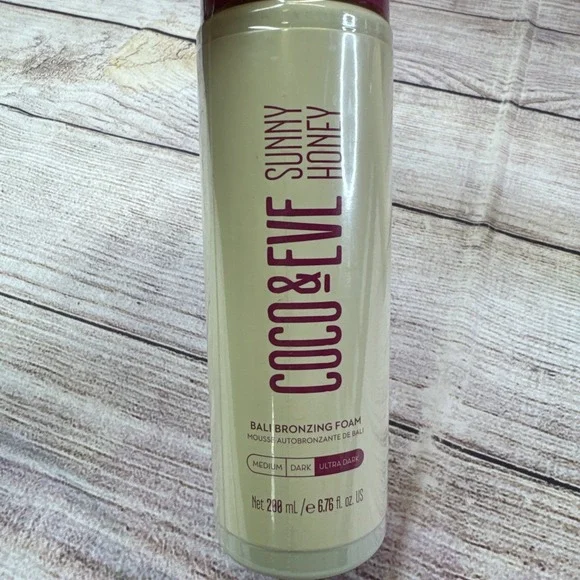 COCO & EVE
SUNNY
HONEY
BALI BRONZING FOAM
MOUSSE AUTOBRONZANTE DE BALI
MEDIUM DARK ULTRA DARK
Net 200 mL /e 6.76 fl. oz. US